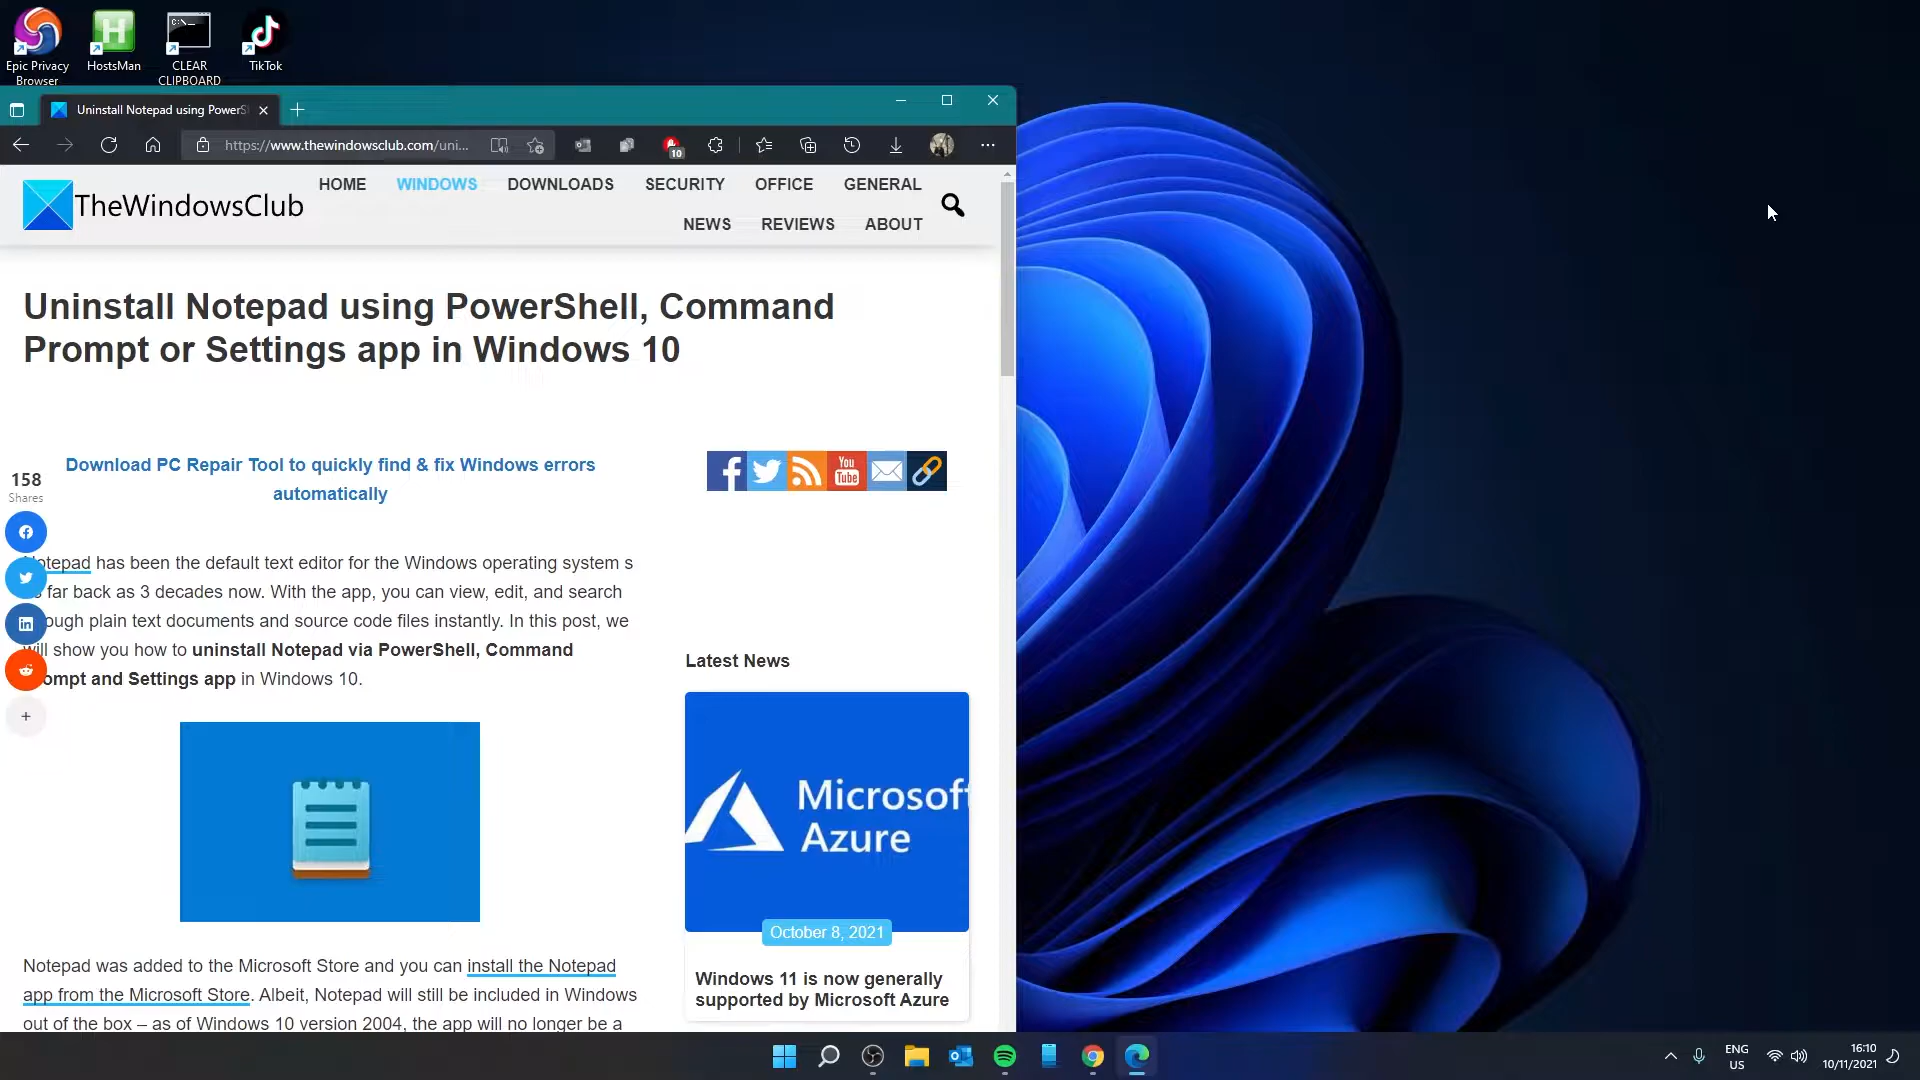 Epic Privacy
Browser
HostsMan
CLEAR
CLIPBOARD
TikTok
Uninstall Notepad using PowerS
https://www.thewindowsclub.com/uni...
10
TheWindowsClub
HOME
WINDOWS
DOWNLOADS
SECURITY
OFFICE
GENERAL
NEWS
REVIEWS
ABOUT
Uninstall Notepad using PowerShell, Command
Prompt or Settings app in Windows 10
158
Shares
Download PC Repair Tool to quickly find & fix Windows errors
automatically
You
Tube
otepad has been the default text editor for the Windows operating system s
s far back as 3 decades now. With the app, you can view, edit, and search
ough plain text documents and source code files instantly. In this post, we
will show you how to uninstall Notepad via PowerShell, Command
ompt and Settings app in Windows 10.
Latest News
Microsoft
Azure
October 8, 2021
Windows 11 is now generally
supported by Microsoft Azure
Notepad was added to the Microsoft Store and you can install the Notepad
app from the Microsoft Store. Albeit, Notepad will still be included in Windows
out of the box – as of Windows 10 version 2004, the app will no longer be a
ENG
US
16:10
10/11/2021